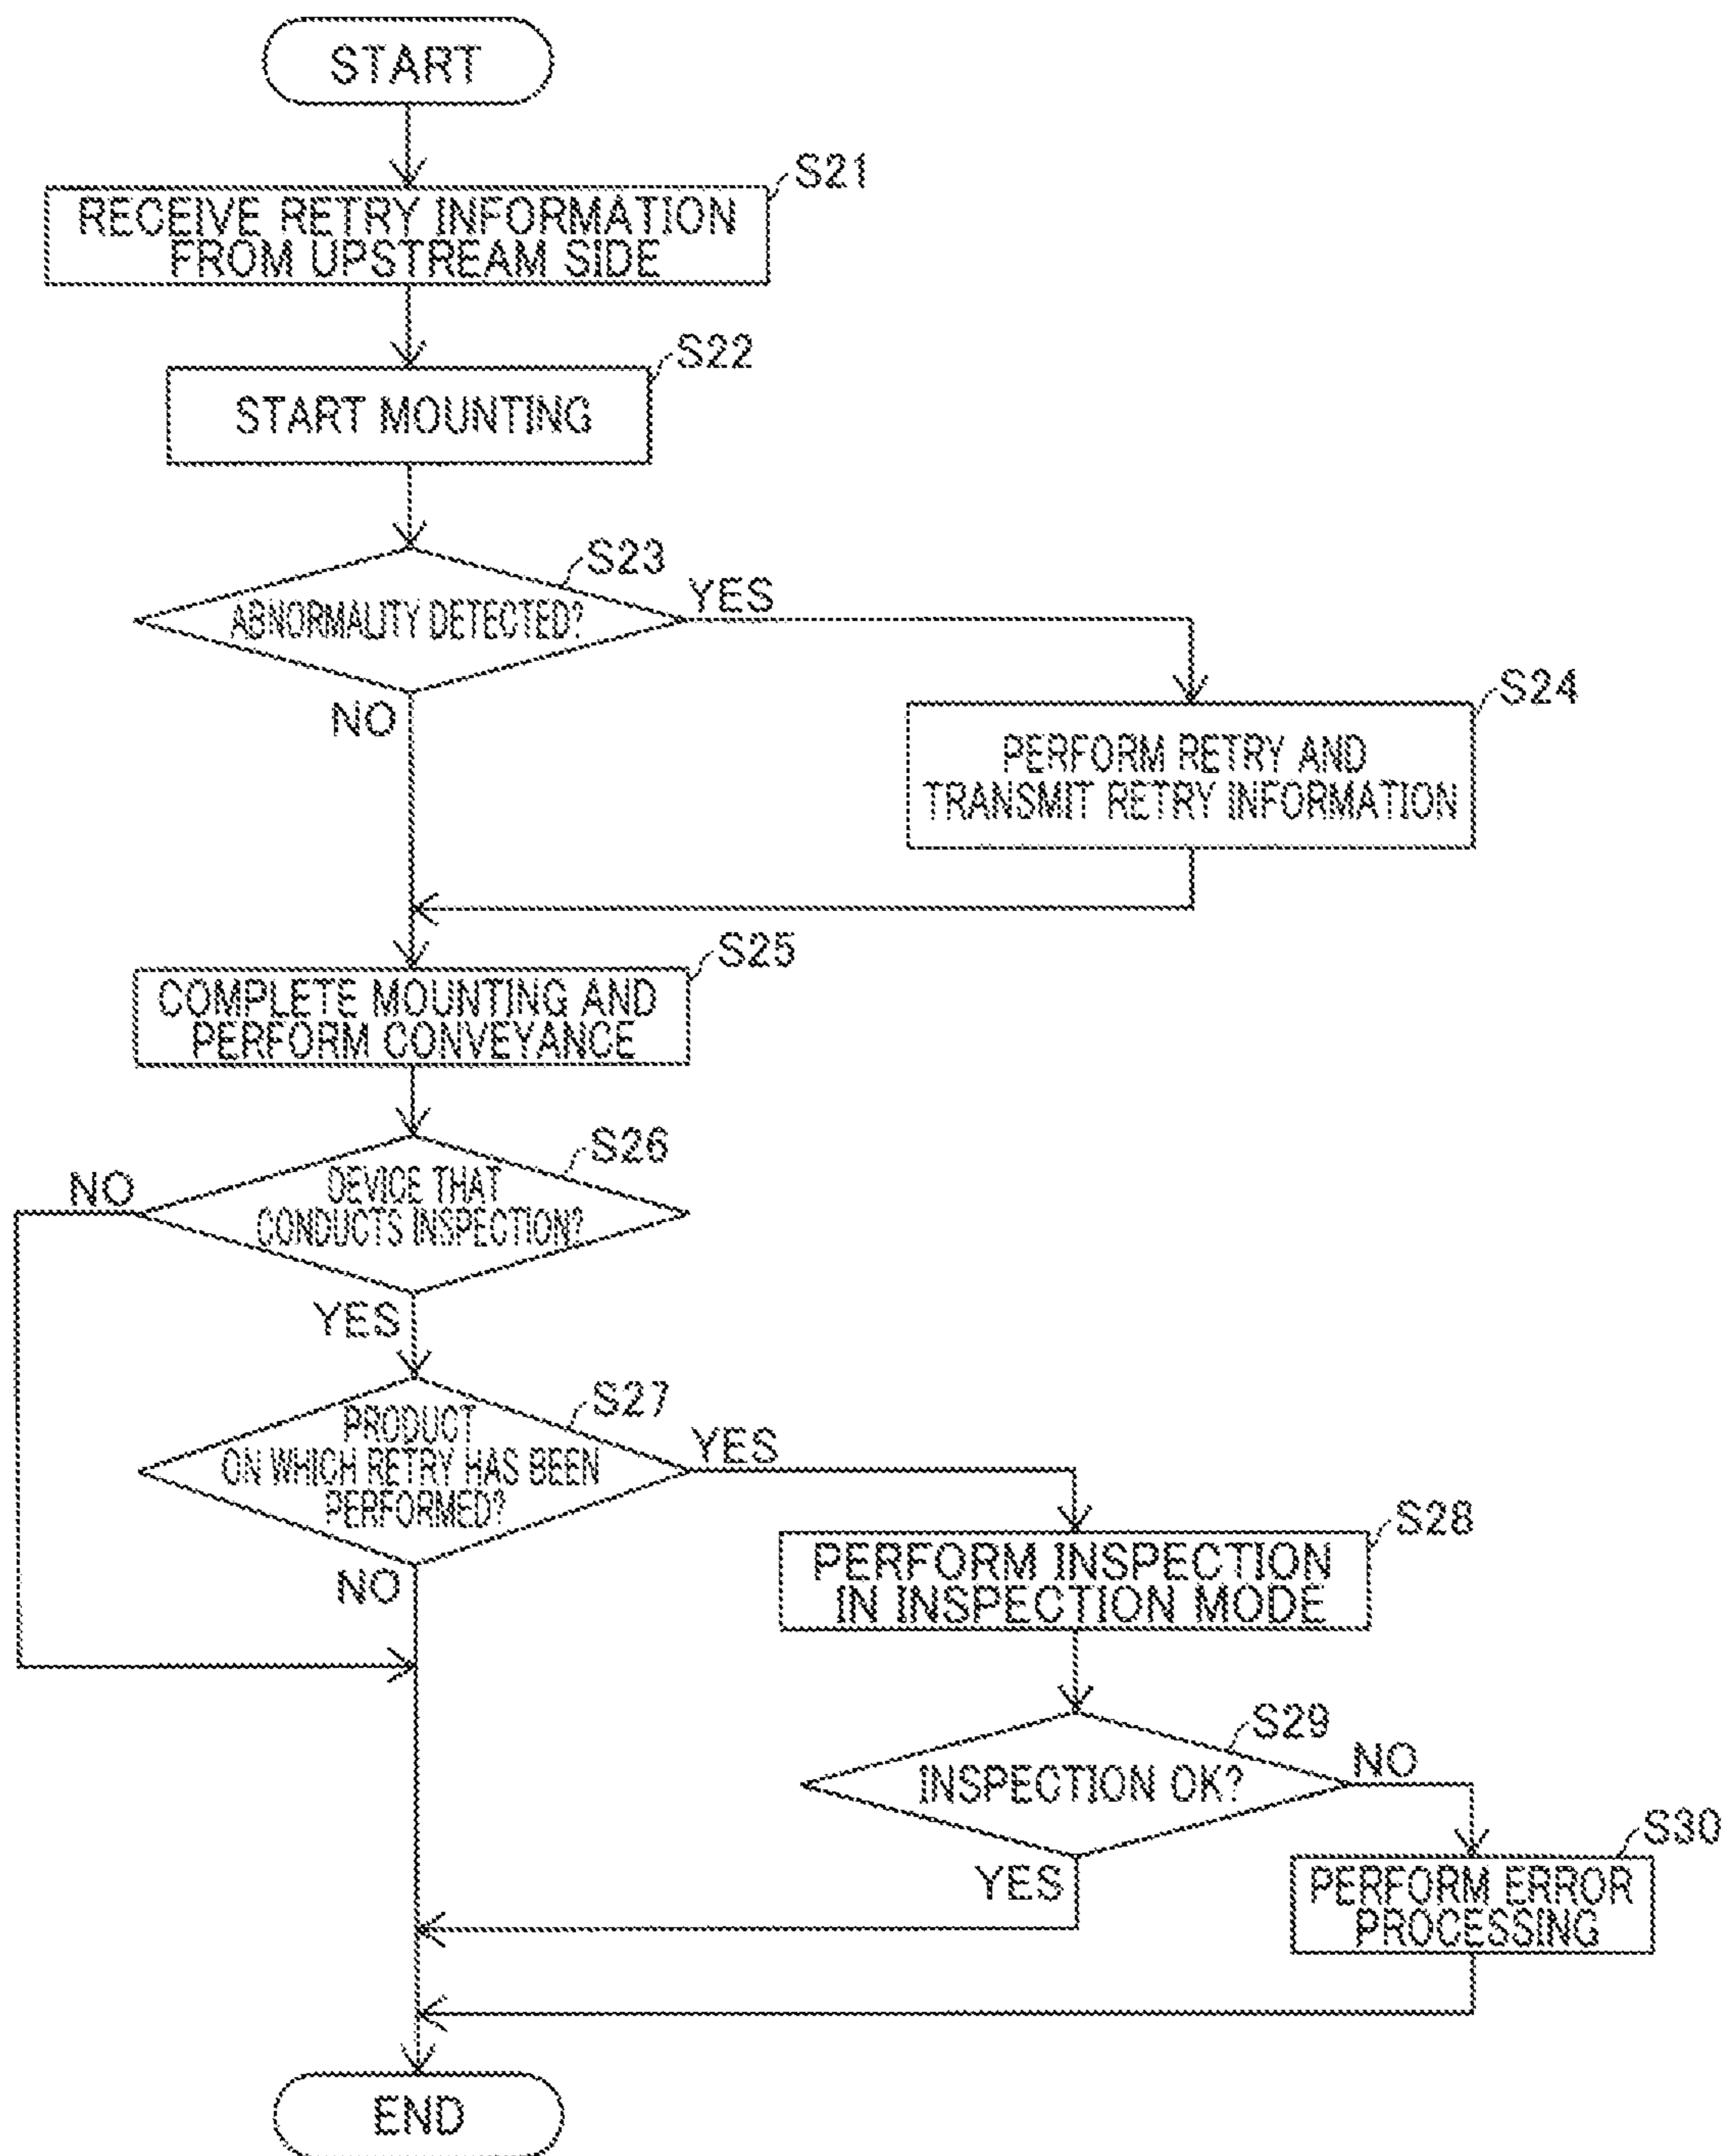 START
S21
RECEIVE RETRY INFORMATION
FROM UPSTREAM SIDE
S22
START MOUNTING
S23
ABNORMALITY DETECTED?
YES
NO
S24
PERFORM RETRY AND
TRANSMIT RETRY INFORMATION
S25
COMPLETE MOUNTING AND
PERFORM CONVEYANCE
S26
NO
DEVICE THAT
CONDUCTS INSPECTION?
YES
S27
PRODUCT
ON WHICH RETRY HAS BEEN
PERFORMED?
YES
NO
S28
PERFORM INSPECTION
IN INSPECTION MODE
S29
INSPECTION OK?
NO
YES
S30
PERFORM ERROR
PROCESSING
END